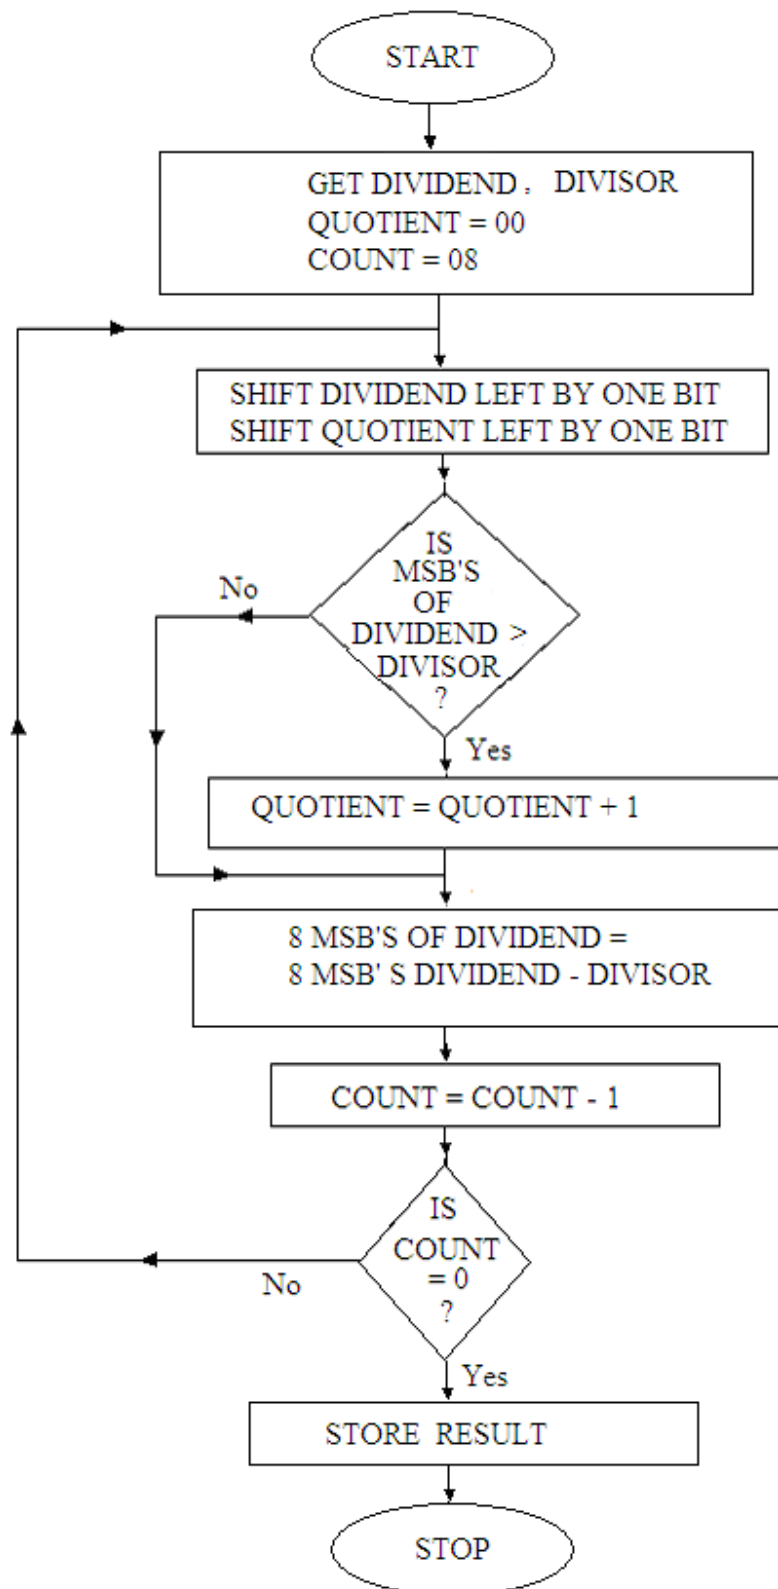 START
GET DIVIDEND , DIVISOR
QUOTIENT = 00
COUNT = 08
SHIFT DIVIDEND LEFT BY ONE BIT
SHIFT QUOTIENT LEFT BY ONE BIT
IS
MSB'S
OF
DIVIDEND >
DIVISOR
?
No
Yes
QUOTIENT = QUOTIENT + 1
8 MSB'S OF DIVIDEND =
8 MSB' S DIVIDEND - DIVISOR
COUNT = COUNT - 1
IS
COUNT
= 0
?
No
Yes
STORE RESULT
STOP